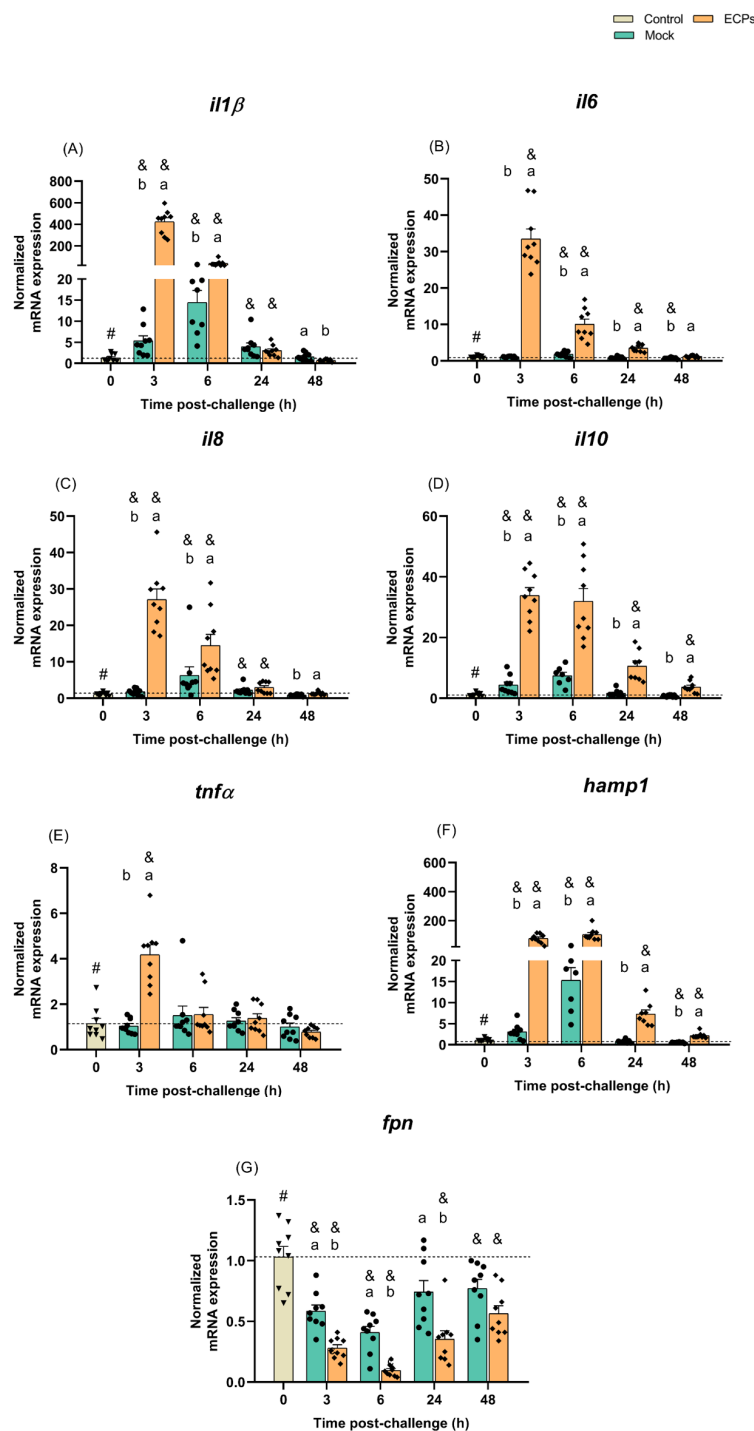 Control ECPs
Mock
il1β
(A)
& &
b a
& &
b a
& &
a b
#
800
600
400
200
20
15
10
5
0
Normalized
mRNA expression
0 3 6 24 48
Time post-challenge (h)
il6
(B)
&
b a
& &
b a
&
b a
&
b a
#
50
40
30
20
10
0
Normalized
mRNA expression
0 3 6 24 48
Time post-challenge (h)
il8
(C)
& &
b a
& &
b a
& &
b a
#
50
40
30
20
10
0
Normalized
mRNA expression
0 3 6 24 48
Time post-challenge (h)
il10
(D)
& &
b a
& &
b a
&
b a
&
b a
#
60
40
20
0
Normalized
mRNA expression
0 3 6 24 48
Time post-challenge (h)
tnfα
(E)
&
b a
#
8
6
4
2
0
Normalized
mRNA expression
0 3 6 24 48
Time post-challenge (h)
hamp1
(F)
& &
b a
& &
b a
&
b a
& &
b a
#
600
400
200
20
15
10
5
0
Normalized
mRNA expression
0 3 6 24 48
Time post-challenge (h)
fpn
(G)
#
& &
a b
& &
a b
&
a b
& &
1.5
1.0
0.5
0.0
Normalized
mRNA expression
0 3 6 24 48
Time post-challenge (h)